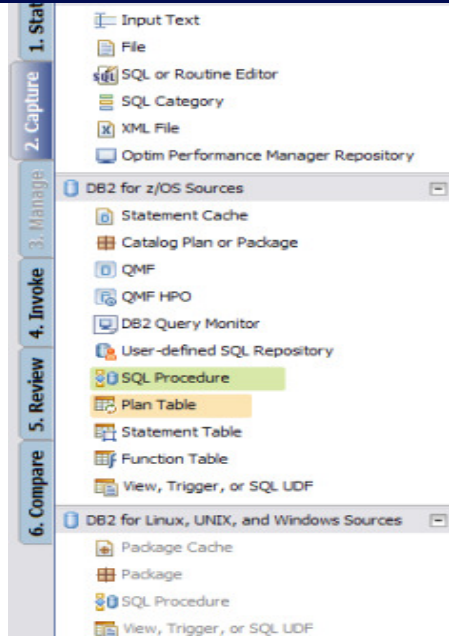 1. Stat
2. Capture
3. Manage
4. Invoke
5. Review
6. Compare
Input Text
File
SQL or Routine Editor
SQL Category
XML File
Optim Performance Manager Repository
DB2 for z/OS Sources
Statement Cache
Catalog Plan or Package
QMF
QMF HPO
DB2 Query Monitor
User-defined SQL Repository
SQL Procedure
Plan Table
Statement Table
Function Table
View, Trigger, or SQL UDF
DB2 for Linux, UNIX, and Windows Sources
Package Cache
Package
SQL Procedure
View, Trigger, or SQL UDF